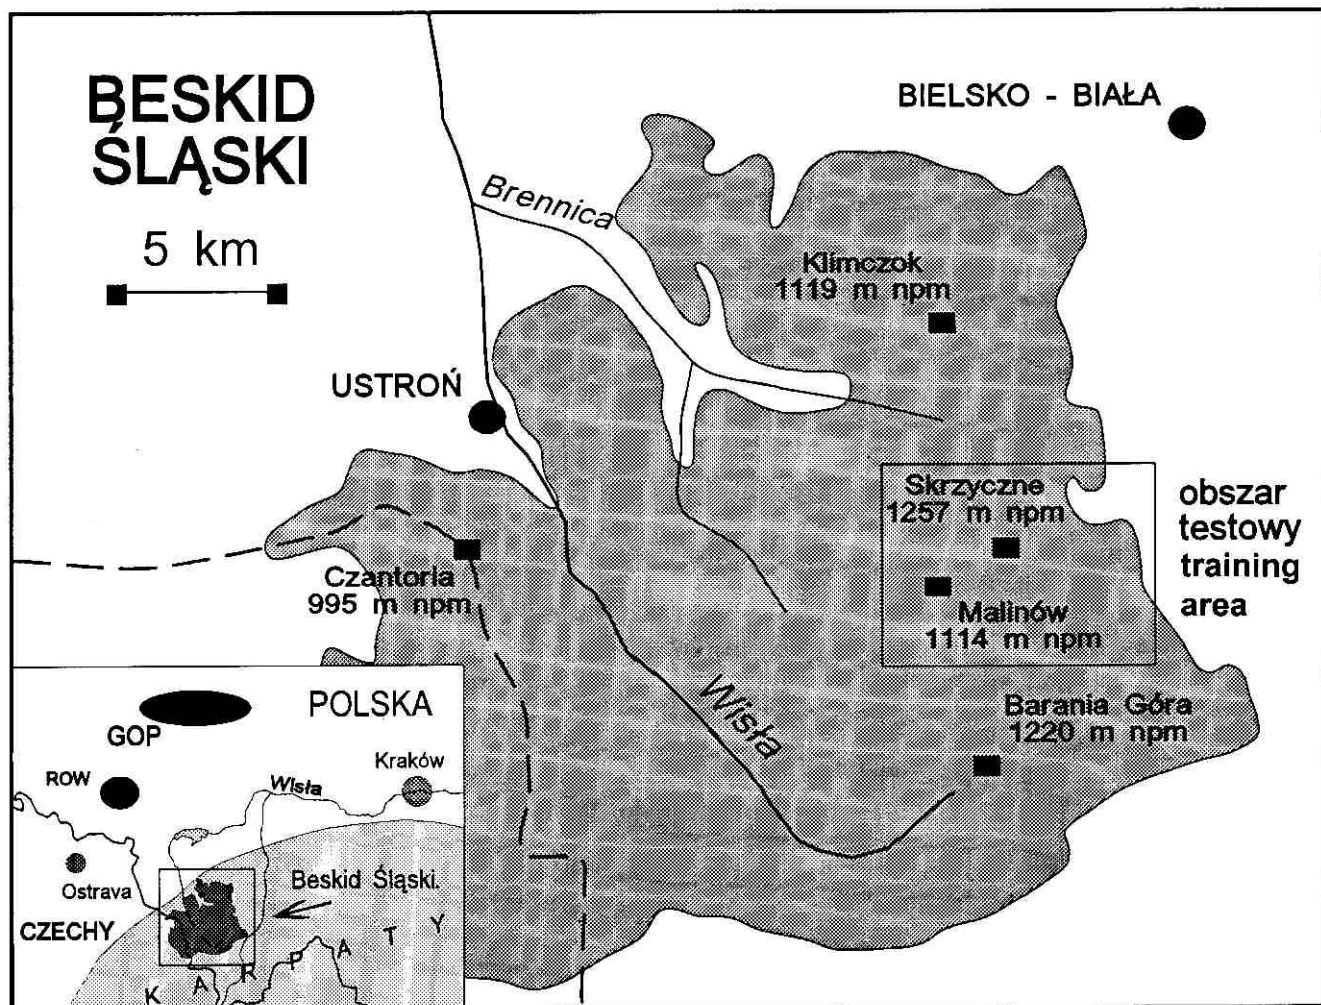 BESKID
ŚLĄSKI
5 km
BIELSKO - BIAŁA
Brennica
Klimczok
1119 m npm
USTROŃ
Skrzyczne
1257 m npm
obszar
testowy
training
area
Czantoria
995 m npm
Malinów
1114 m npm
Wisła
Barania Góra
1220 m npm
POLSKA
GOP
ROW
Kraków
Wisła
Ostrava
Beskid Śląski.
CZECHY
K A R P A T Y